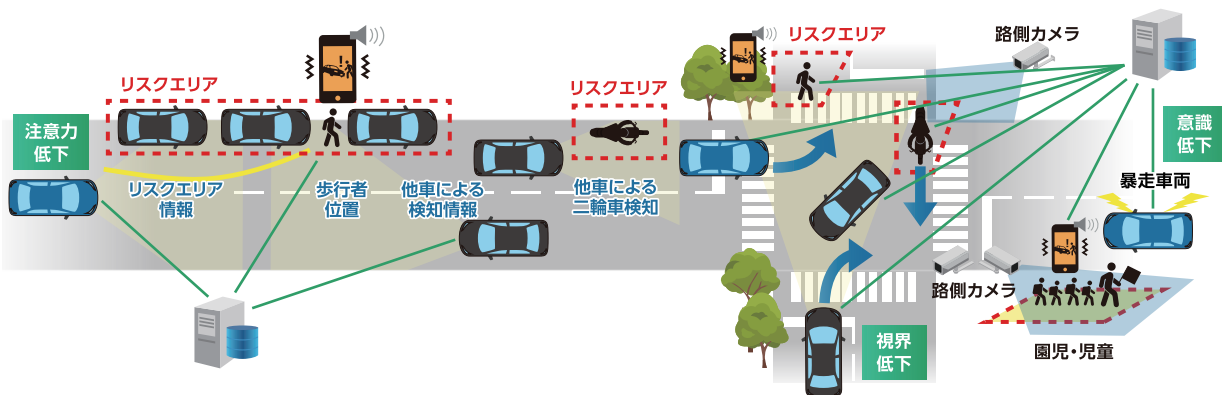 リスクエリア
注意力
低下
リスクエリア
情報
歩行者
位置
他車による
検知情報
リスクエリア
他車による
二輪車検知
リスクエリア
路側カメラ
意識
低下
暴走車両
路側カメラ
園児・児童
視界
低下